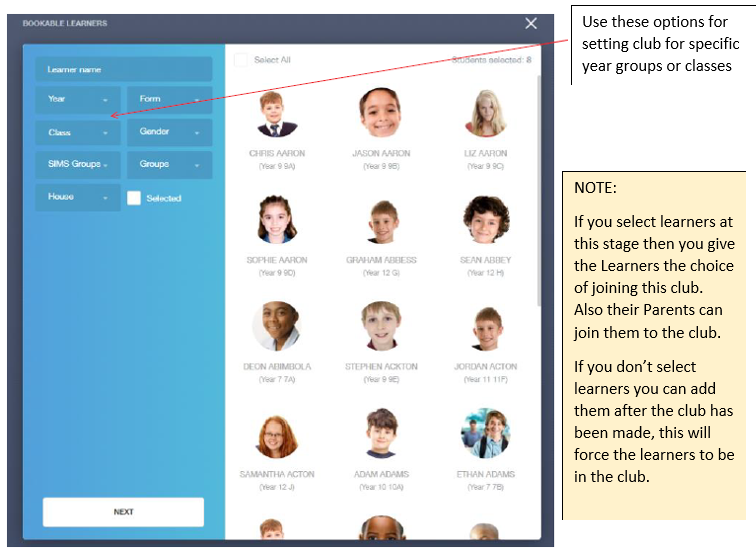 BOOKABLE LEARNERS
Learner name
Year
Form
Class
Gender
SIMS Groups
Groups
House
Selected
NEXT
Select All
Students selected: 8
CHRIS AARON
(Year 9 9A)
JASON AARON
(Year 9 9B)
LIZ AARON
(Year 9 9C)
SOPHIE AARON
(Year 9 9D)
GRAHAM ABBESS
(Year 12 G)
SEAN ABBEY
(Year 12 H)
DEON ABIMBOLA
(Year 7 7A)
STEPHEN ACKTON
(Year 9 9E)
JORDAN ACTON
(Year 11 11F)
SAMANTHA ACTON
(Year 12 J)
ADAM ADAMS
(Year 10 10A)
ETHAN ADAMS
(Year 7 7B)
Use these options for
setting club for specific
year groups or classes
NOTE:
If you select learners at
this stage then you give
the Learners the choice
of joining this club.
Also their Parents can
join them to the club.
If you don’t select
learners you can add
them after the club has
been made, this will
force the learners to be
in the club.